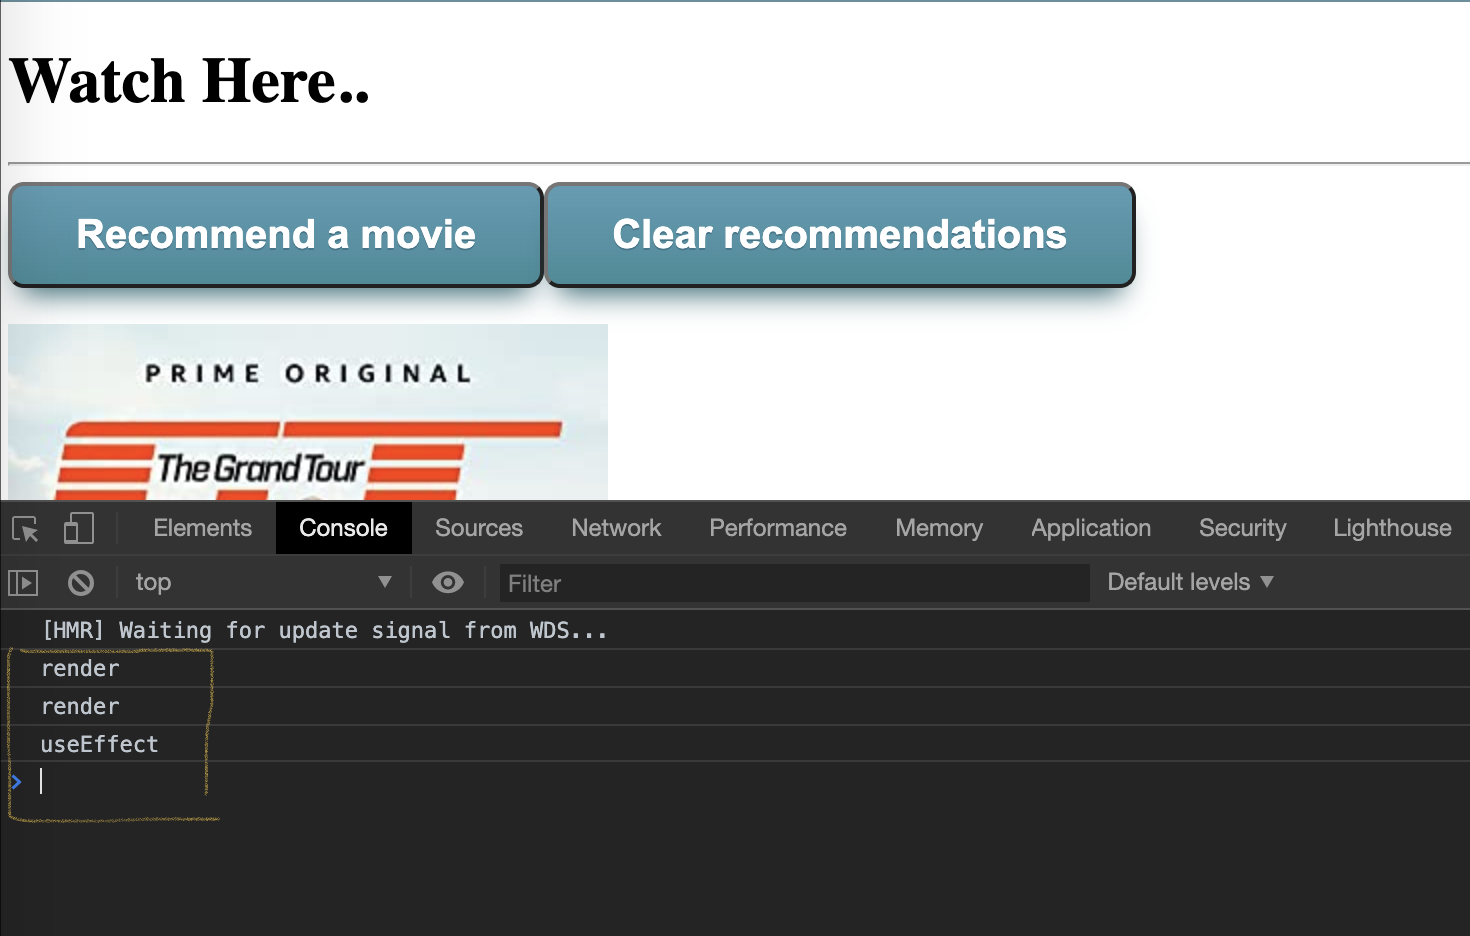 Watch Here..
Recommend a movie Clear recommendations
PRIME ORIGINAL
The Grand Tour
Elements Console Sources Network Performance Memory Application Security Lighthouse
top Filter Default levels
[HMR] Waiting for update signal from WDS...
render
render
useEffect